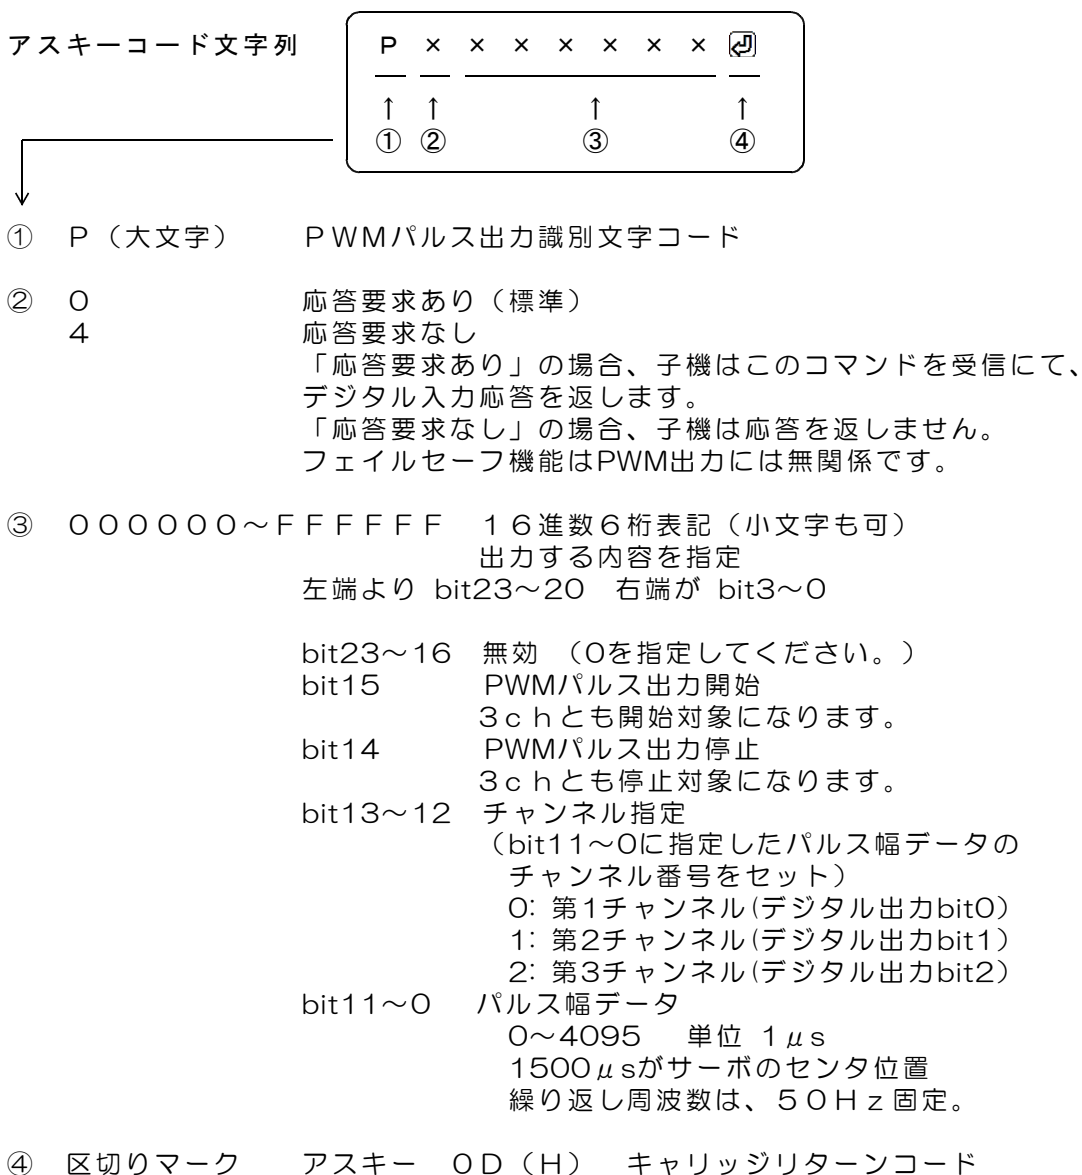 アスキーコード文字列
Ｐ × × × × × × × ↵
↑ ↑ ↑ ↑
① ② ③ ④
① Ｐ（大文字） ＰＷＭパルス出力識別文字コード
② ０ 応答要求あり（標準）
４ 応答要求なし
「応答要求あり」の場合、子機はこのコマンドを受信にて、
デジタル入力応答を返します。
「応答要求なし」の場合、子機は応答を返しません。
フェイルセーフ機能はPWM出力には無関係です。
③ ００００００～ＦＦＦＦＦＦ １６進数６桁表記（小文字も可）
出力する内容を指定
左端より bit23～20 右端が bit3～0
bit23～16 無効 （0を指定してください。）
bit15 PWMパルス出力開始
３ｃｈとも開始対象になります。
bit14 PWMパルス出力停止
３ｃｈとも停止対象になります。
bit13～12 チャンネル指定
（bit11～0に指定したパルス幅データの
チャンネル番号をセット）
0: 第1チャンネル(デジタル出力bit0)
1: 第2チャンネル(デジタル出力bit1)
2: 第3チャンネル(デジタル出力bit2)
bit11～0 パルス幅データ
0～4095 単位 1μs
1500μsがサーボのセンタ位置
繰り返し周波数は、５０Ｈｚ固定。
④ 区切りマーク アスキー ０Ｄ（Ｈ） キャリッジリターンコード